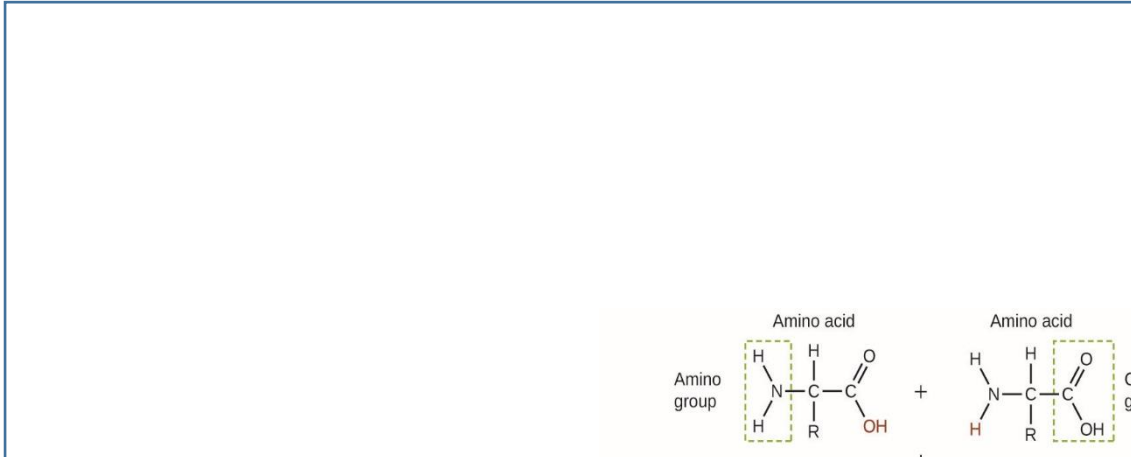 Amino acid Amino acid
H H O H H O
Amino group
N C C + N C C
H R OH H R OH